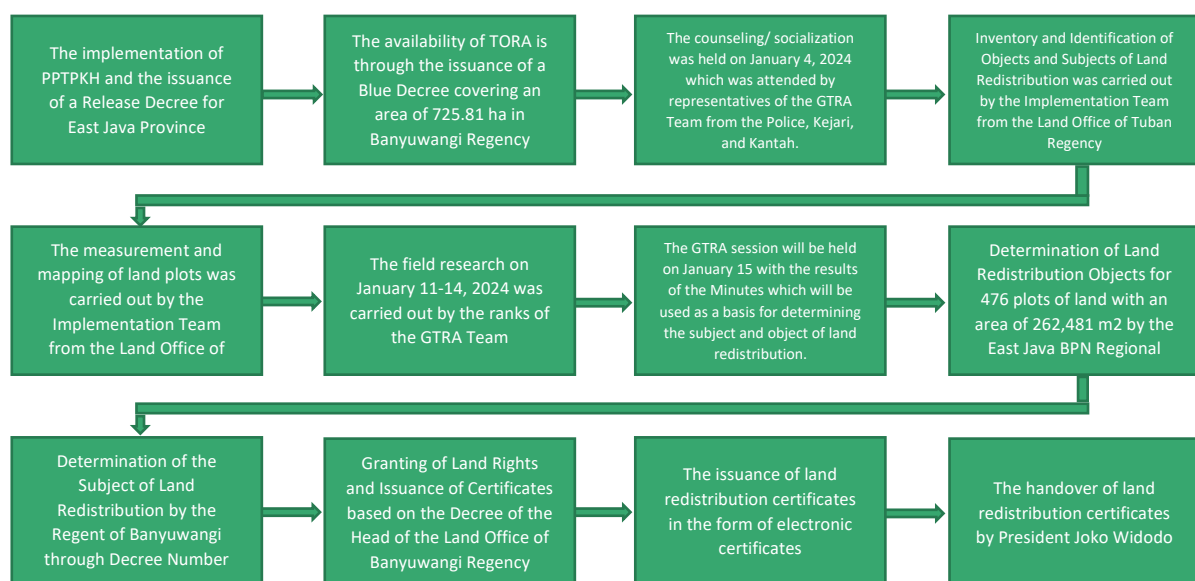 The implementation of
PPTPKH and the issuance
of a Release Decree for
East Java Province
The availability of TORA is
through the issuance of a
Blue Decree covering an
area of 725.81 ha in
Banyuwangi Regency
The counseling/ socialization
was held on January 4, 2024
which was attended by
representatives of the GTRA
Team from the Police, Kejari,
and Kantah.
Inventory and Identification of
Objects and Subjects of Land
Redistribution was carried out
by the Implementation Team
from the Land Office of Tuban
Regency
The measurement and
mapping of land plots was
carried out by the
Implementation Team
from the Land Office of
The field research on
January 11-14, 2024 was
carried out by the ranks of
the GTRA Team
The GTRA session will be held
on January 15 with the results
of the Minutes which will be
used as a basis for determining
the subject and object of land
redistribution.
Determination of Land
Redistribution Objects for
476 plots of land with an
area of 262,481 m2 by the
East Java BPN Regional
Determination of the
Subject of Land
Redistribution by the
Regent of Banyuwangi
through Decree Number
Granting of Land Rights
and Issuance of Certificates
based on the Decree of the
Head of the Land Office of
Banyuwangi Regency
The issuance of land
redistribution certificates
in the form of electronic
certificates
The handover of land
redistribution certificates
by President Joko Widodo